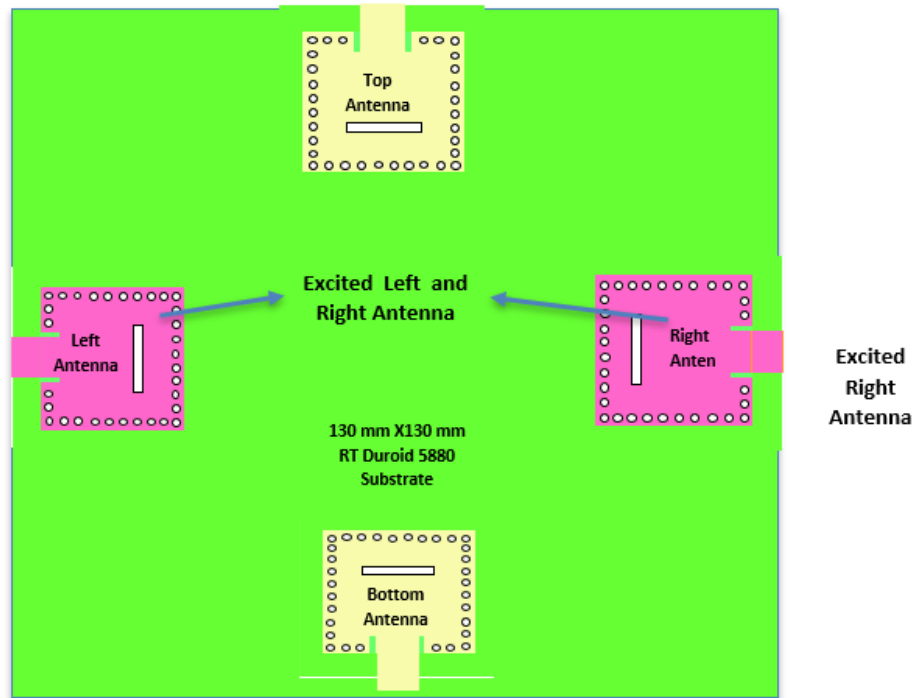 Top
Antenna
Excited Left and
Right Antenna
Left
Antenna
Right
Anten
Excited
Right
Antenna
130 mm X130 mm
RT Duroid 5880
Substrate
Bottom
Antenna